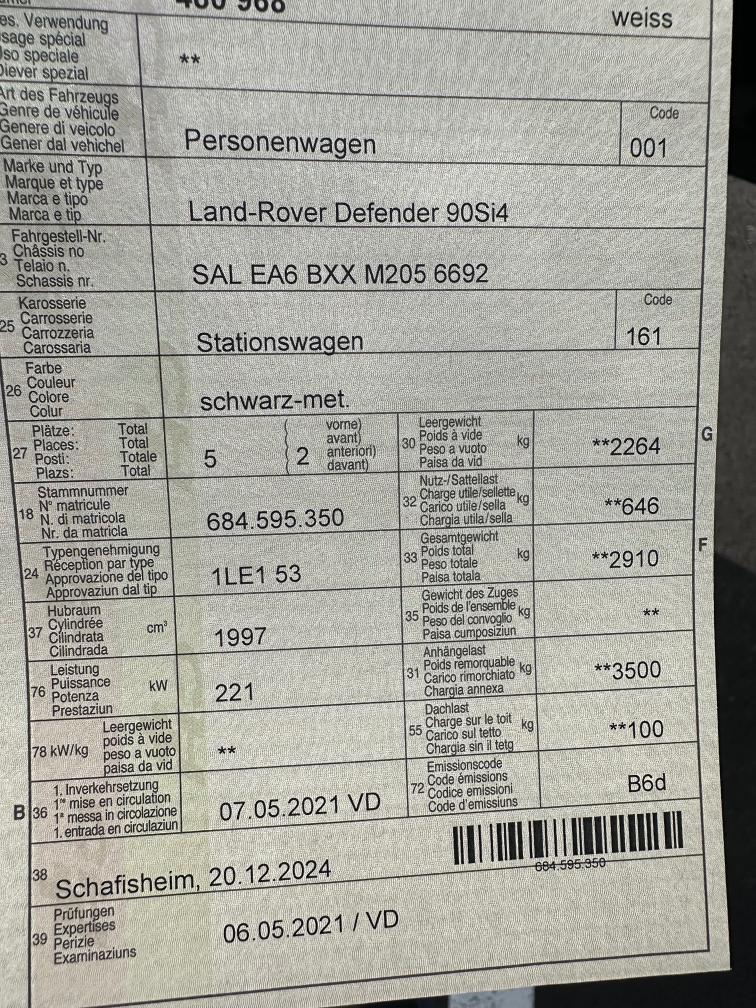 weiss
es. Verwendung
sage spécial
so speciale
Diever spezial
**
Art des Fahrzeugs
Genre de véhicule
Genere di veicolo
Gener dal vehichel
Personenwagen
Code
001
Marke und Typ
Marque et type
Marca e tipo
Marca e tip
Land-Rover Defender 90Si4
3
Fahrgestell-Nr.
Châssis no
Telaio n.
Schassis nr.
SAL EA6 BXX M205 6692
25
Karosserie
Carrosserie
Carrozzeria
Carossaria
Stationswagen
Code
161
26
Farbe
Couleur
Colore
Colur
schwarz-met.
27
Plätze: Total
Places: Total
Posti: Totale
Plazs: Total
5
2
vorne)
avant)
anteriori)
davant)
30
Leergewicht
Poids à vide
Peso a vuoto
Paisa da vid
kg
**2264
G
18
Stammnummer
N° matricule
N. di matricola
Nr. da matricla
684.595.350
32
Nutz-/Sattellast
Charge utile/sellette
Carico utile/sella
Chargia utila/sella
kg
**646
24
Typengenehmigung
Réception par type
Approvazione del tipo
Approvaziun dal tip
1LE1 53
33
Gesamtgewicht
Poids total
Peso totale
Paisa totala
kg
**2910
F
37
Hubraum
Cylindrée
Cilindrata
Cilindrada
cm³
1997
35
Gewicht des Zuges
Poids de l'ensemble
Peso del convoglio
Paisa cumposiziun
kg
**
76
Leistung
Puissance
Potenza
Prestaziun
kW
221
31
Anhängelast
Poids remorquable
Carico rimorchiato
Chargia annexa
kg
**3500
78 kW/kg
Leergewicht
poids à vide
peso a vuoto
paisa da vid
**
55
Dachlast
Charge sur le toit
Carico sul tetto
Chargia sin il tetg
kg
**100
B
36
1. Inverkehrsetzung
1re mise en circulation
1a messa in circolazione
1. entrada en circulaziun
07.05.2021 VD
72
Emissionscode
Code émissions
Codice emissioni
Code d'emissiuns
B6d
38
Schafisheim, 20.12.2024
684.595.350
39
Prüfungen
Expertises
Perizie
Examinaziuns
06.05.2021 / VD